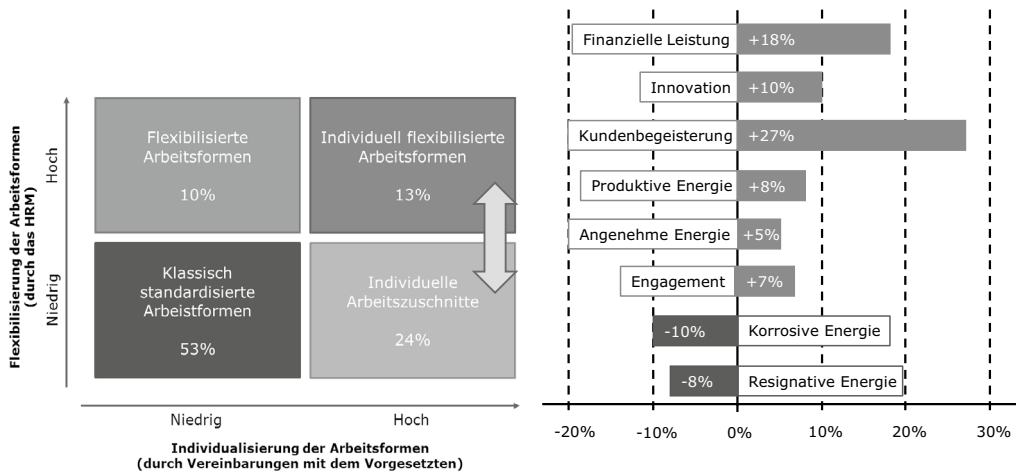 Flexibilisierung der Arbeitsformen
(durch das HRM)
Hoch
Niedrig
Flexibilisierte
Arbeitsformen
10%
Individuell flexibilisierte
Arbeitsformen
13%
Klassisch
standardisierte
Arbeistformen
53%
Individuelle
Arbeitszuschnitte
24%
Niedrig
Hoch
Individualisierung der Arbeitsformen
(durch Vereinbarungen mit dem Vorgesetzten)
Finanzielle Leistung +18%
Innovation +10%
Kundenbegeisterung +27%
Produktive Energie +8%
Angenehme Energie +5%
Engagement +7%
-10% Korrosive Energie
-8% Resignative Energie
-20% -10% 0% 10% 20% 30%